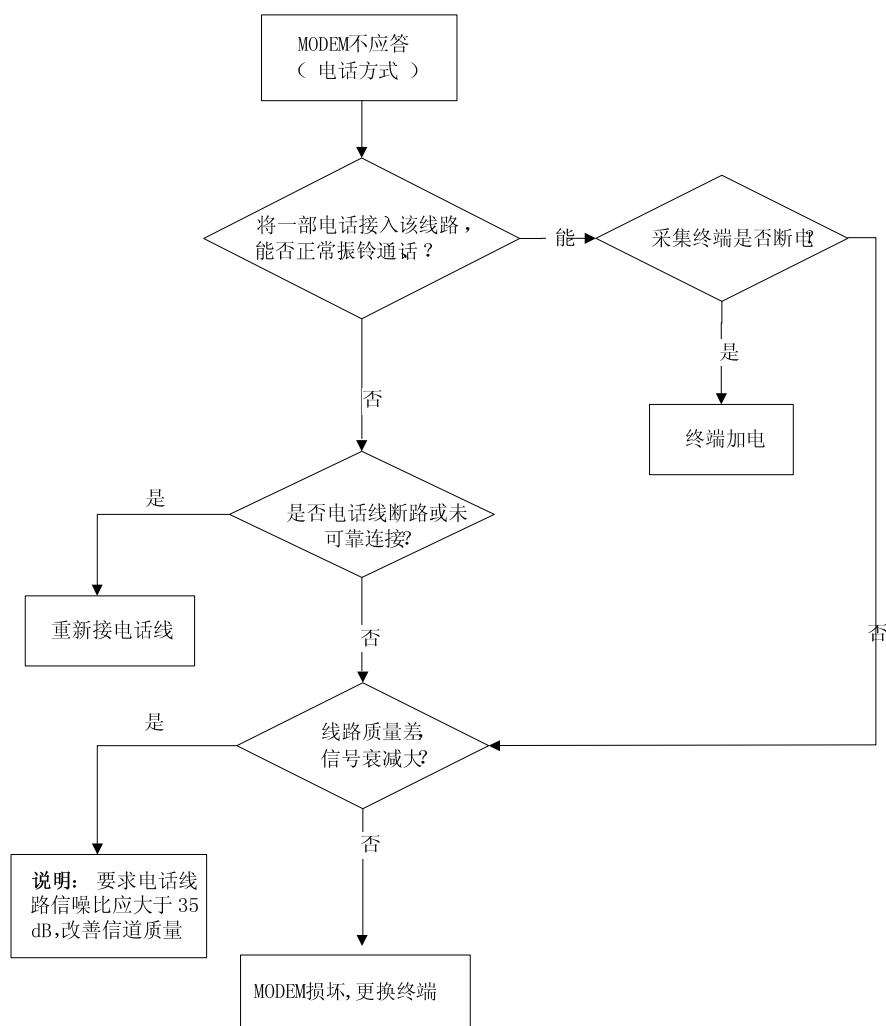 MODEM不应答
（ 电话方式 ）
将一部电话接入该线路，
能否正常振铃通话？
能
采集终端是否断电？
是
终端加电
否
是
是否电话线断路或未
可靠连接？
重新接电话线
否
否
是
线路质量差，
信号衰减大？
否
说明： 要求电话线
路信噪比应大于 35
dB,改善信道质量
MODEM损坏,更换终端